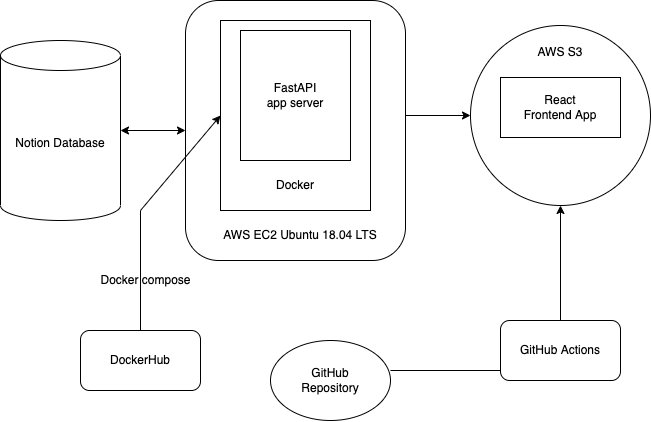 AWS S3
FastAPI
app server
React
Frontend App
Notion Database
Docker
AWS EC2 Ubuntu 18.04 LTS
Docker compose
DockerHub
GitHub
Repository
GitHub Actions